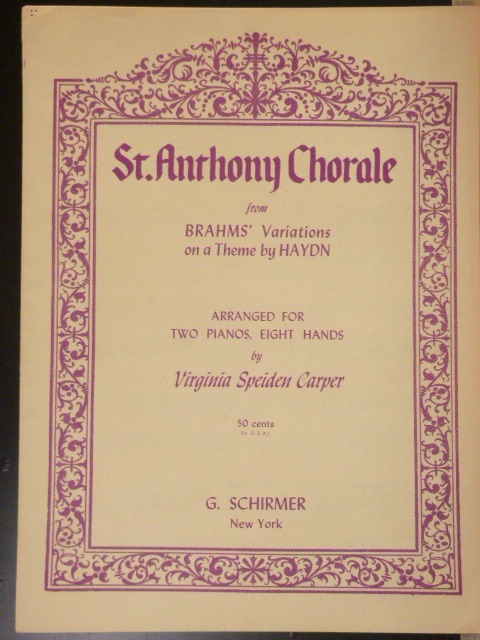 St. Anthony Chorale
from
BRAHMS' Variations
on a Theme by HAYDN
ARRANGED FOR
TWO PIANOS, EIGHT HANDS
by
Virginia Speiden Carper
50 cents
(In U. S. A.)
G. SCHIRMER
New York